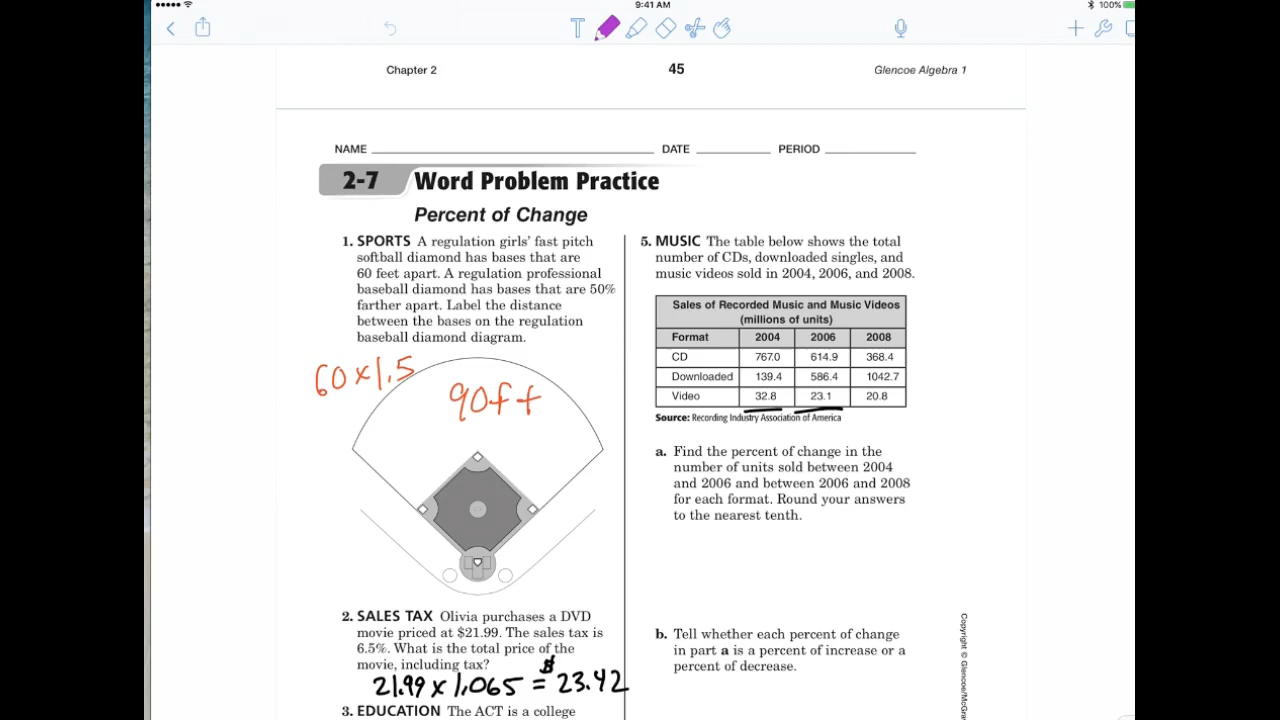 9:41 AM
100%
T
Chapter 2
45
Glencoe Algebra 1
NAME
DATE
PERIOD
2-7 Word Problem Practice
Percent of Change
1. SPORTS A regulation girls' fast pitch
softball diamond has bases that are
60 feet apart. A regulation professional
baseball diamond has bases that are 50%
farther apart. Label the distance
between the bases on the regulation
baseball diamond diagram.
60 x 1.5
90ft
2. SALES TAX Olivia purchases a DVD
movie priced at $21.99. The sales tax is
6.5%. What is the total price of the
movie, including tax?
21.99 x 1.065 = $23.42
3. EDUCATION The ACT is a college
5. MUSIC The table below shows the total
number of CDs, downloaded singles, and
music videos sold in 2004, 2006, and 2008.
Sales of Recorded Music and Music Videos
(millions of units)
Format 2004 2006 2008
CD 767.0 614.9 368.4
Downloaded 139.4 586.4 1042.7
Video 32.8 23.1 20.8
Source: Recording Industry Association of America
a. Find the percent of change in the
number of units sold between 2004
and 2006 and between 2006 and 2008
for each format. Round your answers
to the nearest tenth.
b. Tell whether each percent of change
in part a is a percent of increase or a
percent of decrease.
Copyright © Glencoe/McGra